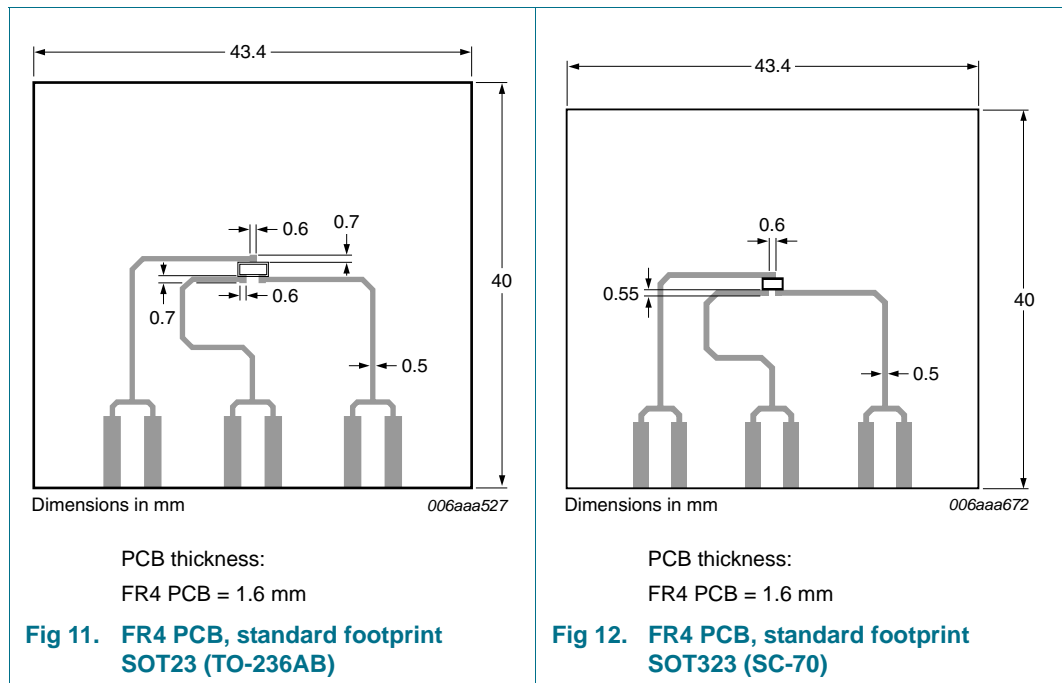 43.4
0.6
0.7
40
0.7
0.6
0.5
Dimensions in mm
006aaa527
PCB thickness:
FR4 PCB = 1.6 mm
Fig 11. FR4 PCB, standard footprint
SOT23 (TO-236AB)
43.4
0.6
0.55
40
0.5
Dimensions in mm
006aaa672
PCB thickness:
FR4 PCB = 1.6 mm
Fig 12. FR4 PCB, standard footprint
SOT323 (SC-70)